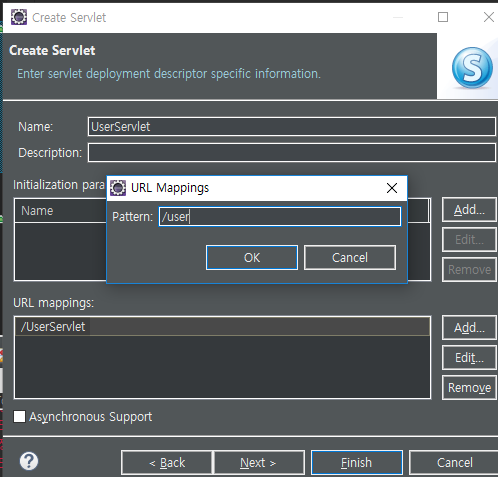 Create Servlet
Create Servlet
Enter servlet deployment descriptor specific information.
S
Name: UserServlet
Description:
Initialization para
Name
Add...
Edit...
Remove
URL Mappings
Pattern: /user
OK Cancel
URL mappings:
/UserServlet
Add...
Edit...
Remove
Asynchronous Support
? < Back Next > Finish Cancel